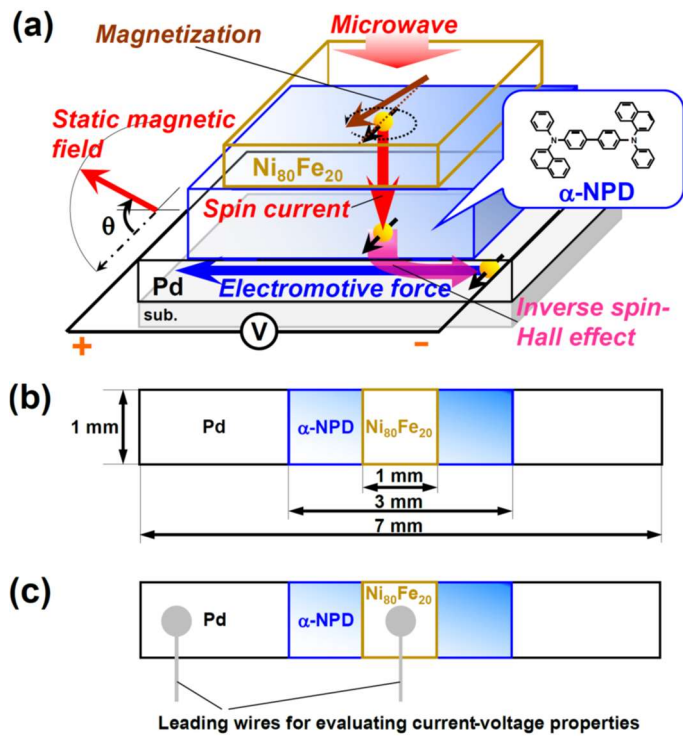 (a)
Magnetization
Microwave
Static magnetic
field
Ni80Fe20
N
N
α-NPD
Spin current
θ
Pd
Electromotive force
sub.
V
Inverse spin-
Hall effect
+
−
(b)
1 mm
Pd
α-NPD
Ni80Fe20
1 mm
3 mm
7 mm
(c)
Ni80Fe20
Pd
α-NPD
Leading wires for evaluating current-voltage properties